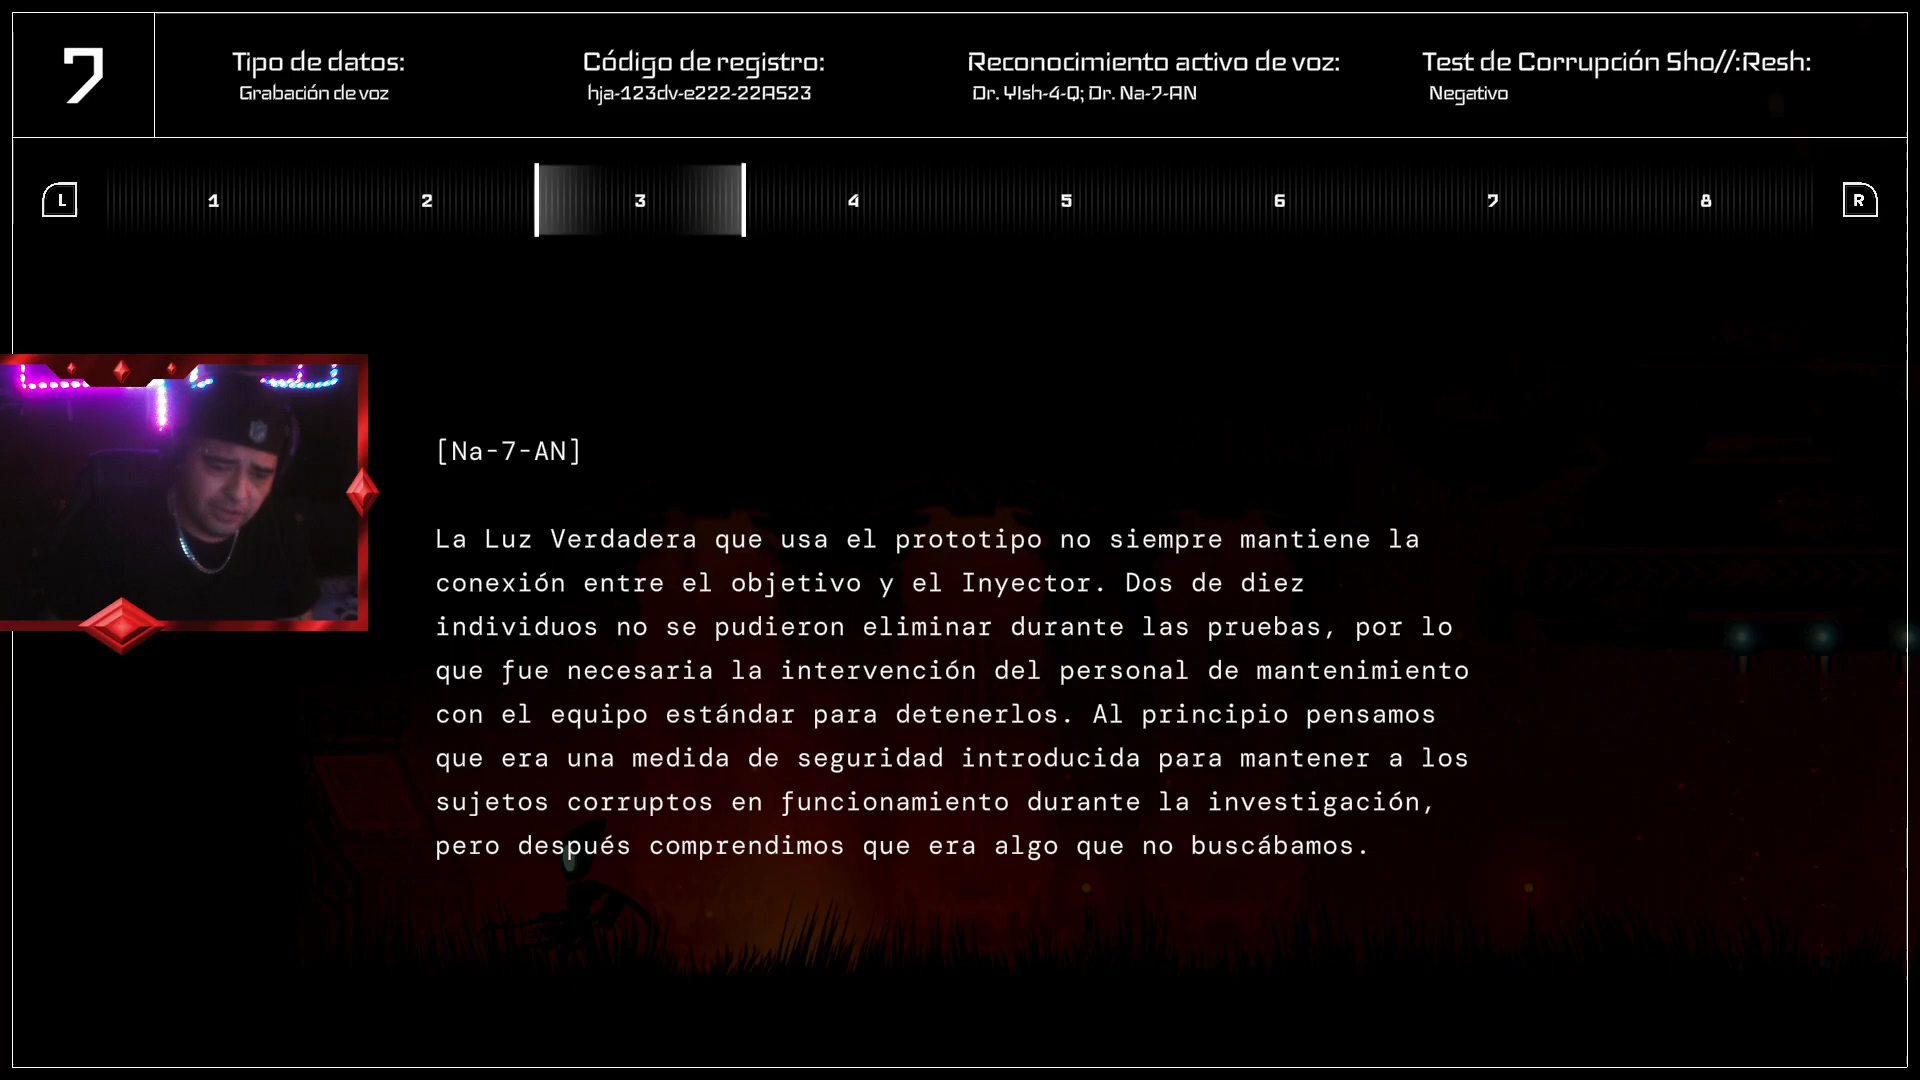 7
Tipo de datos:
Grabación de voz
Código de registro:
hja-123dv-e222-22A523
Reconocimiento activo de voz:
Dr. Ylsh-4-Q; Dr. Na-7-AN
Test de Corrupción Sho//:Resh:
Negativo
L 1 2 3 4 5 6 7 8 R
[Na-7-AN]
La Luz Verdadera que usa el prototipo no siempre mantiene la
conexión entre el objetivo y el Inyector. Dos de diez
individuos no se pudieron eliminar durante las pruebas, por lo
que fue necesaria la intervención del personal de mantenimiento
con el equipo estándar para detenerlos. Al principio pensamos
que era una medida de seguridad introducida para mantener a los
sujetos corruptos en funcionamiento durante la investigación,
pero después comprendimos que era algo que no buscábamos.